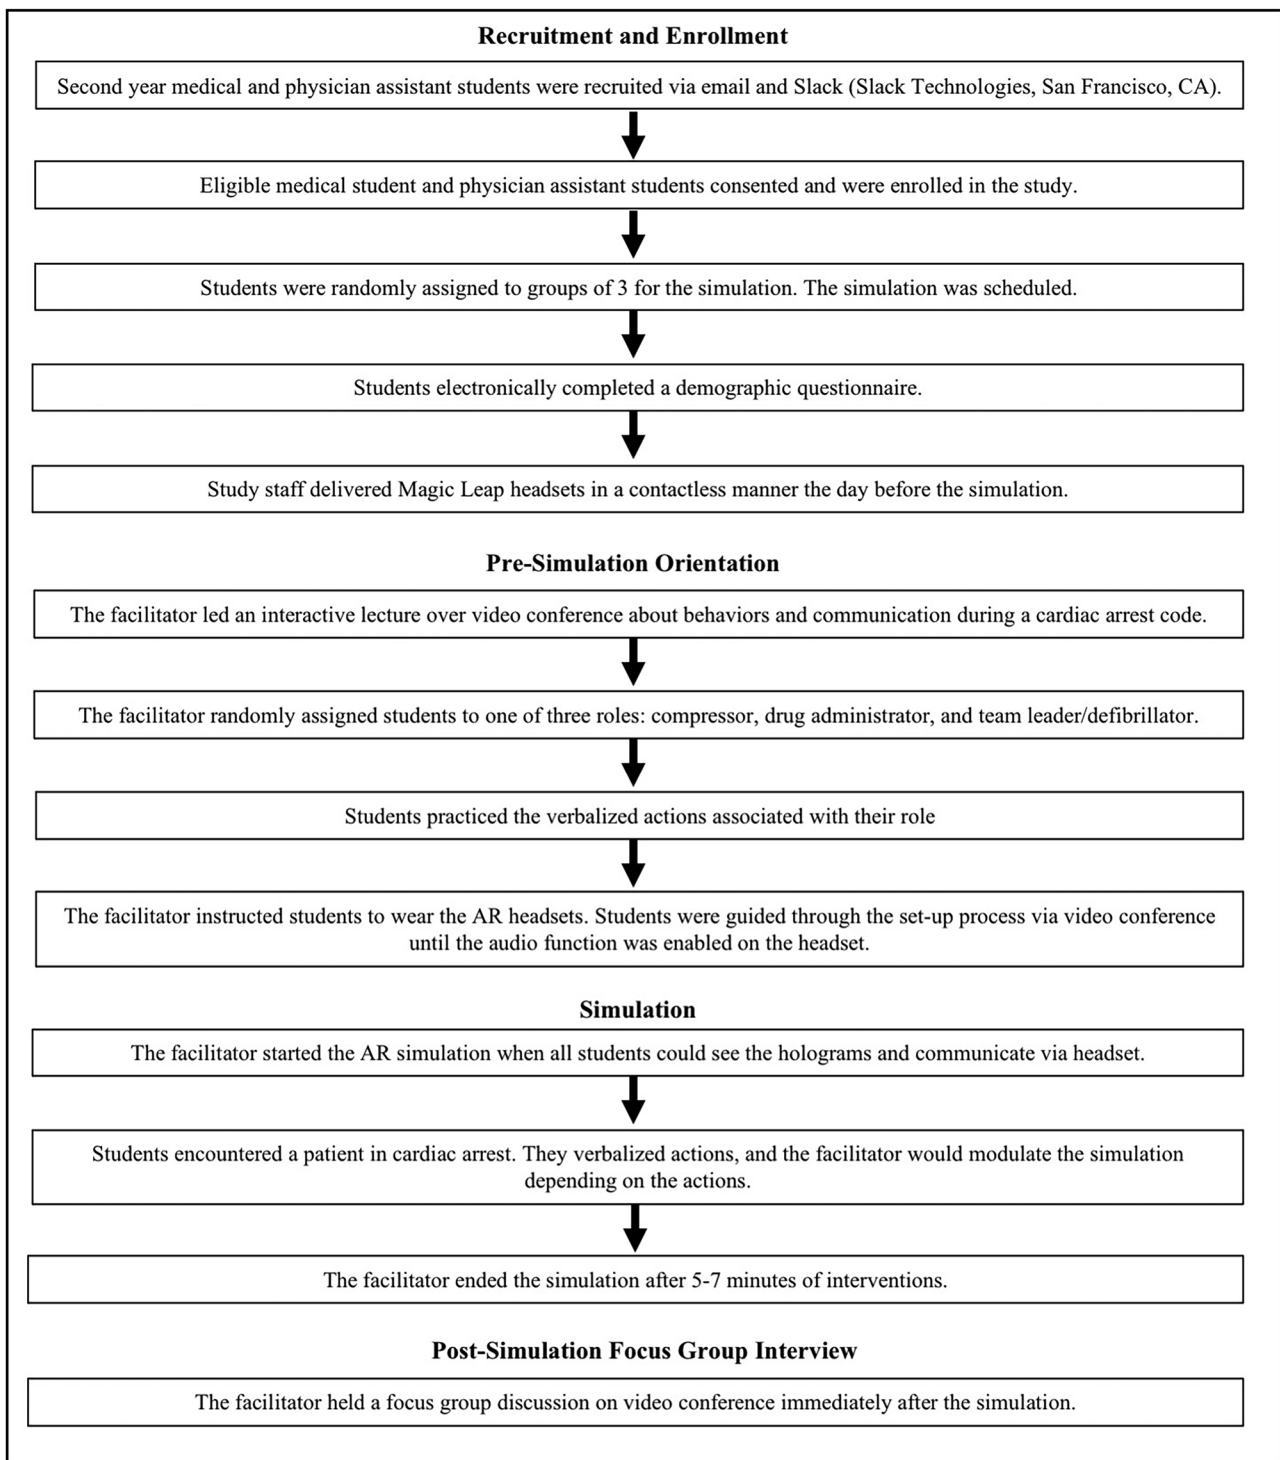 Recruitment and Enrollment
Second year medical and physician assistant students were recruited via email and Slack (Slack Technologies, San Francisco, CA).
Eligible medical student and physician assistant students consented and were enrolled in the study.
Students were randomly assigned to groups of 3 for the simulation. The simulation was scheduled.
Students electronically completed a demographic questionnaire.
Study staff delivered Magic Leap headsets in a contactless manner the day before the simulation.
Pre-Simulation Orientation
The facilitator led an interactive lecture over video conference about behaviors and communication during a cardiac arrest code.
The facilitator randomly assigned students to one of three roles: compressor, drug administrator, and team leader/defibrillator.
Students practiced the verbalized actions associated with their role
The facilitator instructed students to wear the AR headsets. Students were guided through the set-up process via video conference
until the audio function was enabled on the headset.
Simulation
The facilitator started the AR simulation when all students could see the holograms and communicate via headset.
Students encountered a patient in cardiac arrest. They verbalized actions, and the facilitator would modulate the simulation
depending on the actions.
The facilitator ended the simulation after 5-7 minutes of interventions.
Post-Simulation Focus Group Interview
The facilitator held a focus group discussion on video conference immediately after the simulation.